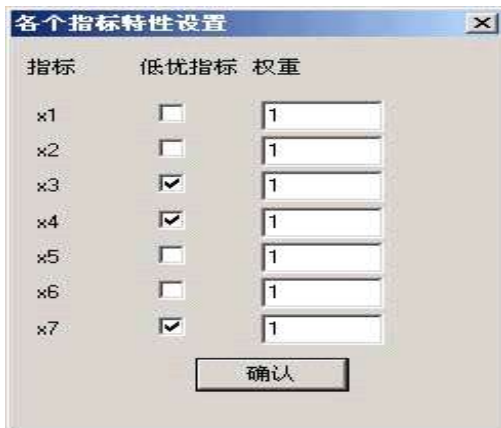 各个指标特性设置
指标 低优指标 权重
x1 1
x2 1
x3 1
x4 1
x5 1
x6 1
x7 1
确认